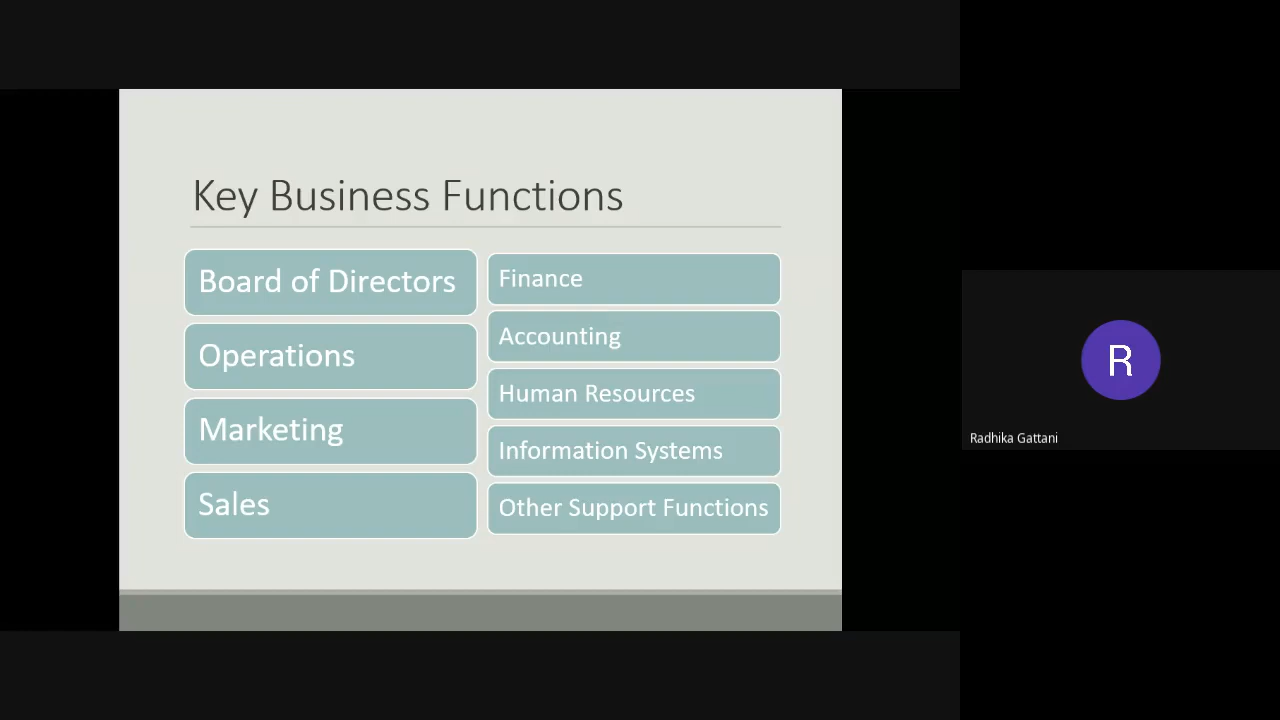 Key Business Functions
Board of Directors
Operations
Marketing
Sales
Finance
Accounting
Human Resources
Information Systems
Other Support Functions
R
Radhika Gattani